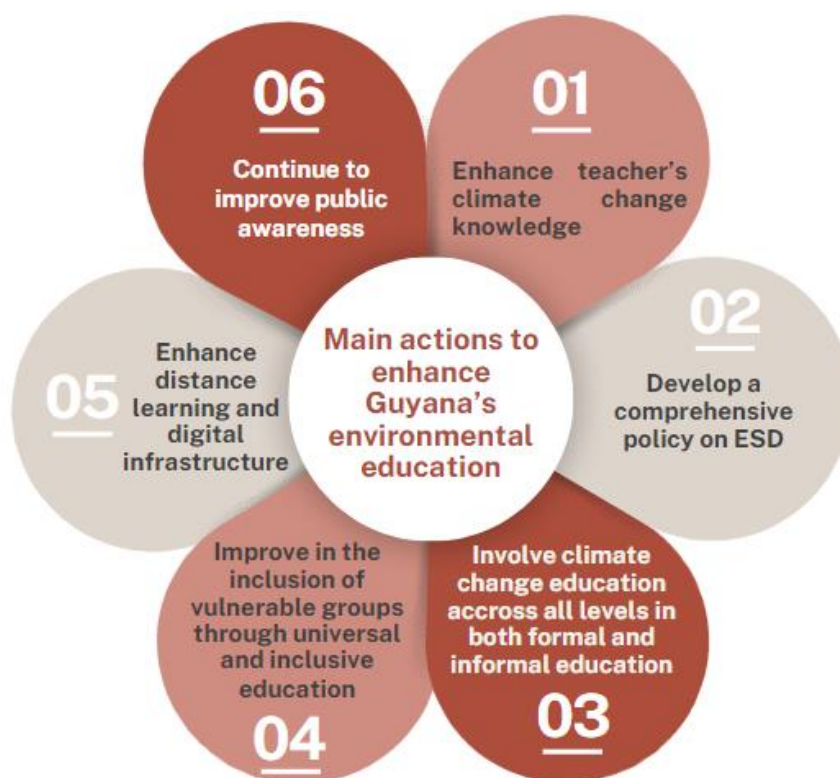 Main actions to
enhance
Guyana's
environmental
education
01
Enhance teacher's
climate change
knowledge
02
Develop a
comprehensive
policy on ESD
Involve climate
change education
accross all levels in
both formal and
informal education
03
Improve in the
inclusion of
vulnerable groups
through universal
and inclusive
education
04
05
Enhance
distance
learning and
digital
infrastructure
06
Continue to
improve public
awareness